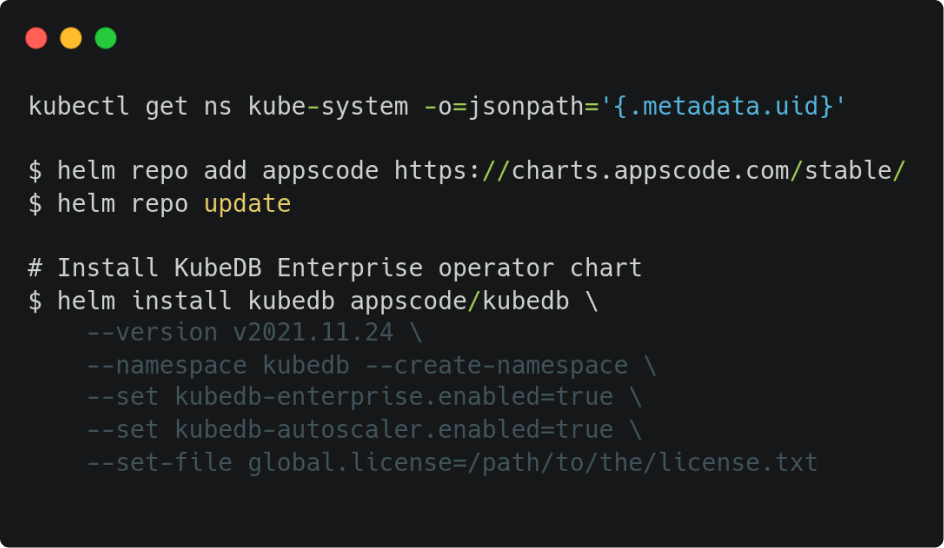 kubectl get ns kube-system -o=jsonpath='{.metadata.uid}'
$ helm repo add appscode https://charts.appscode.com/stable/
$ helm repo update
# Install KubeDB Enterprise operator chart
$ helm install kubedb appscode/kubedb \
    --version v2021.11.24 \
    --namespace kubedb --create-namespace \
    --set kubedb-enterprise.enabled=true \
    --set kubedb-autoscaler.enabled=true \
    --set-file global.license=/path/to/the/license.txt